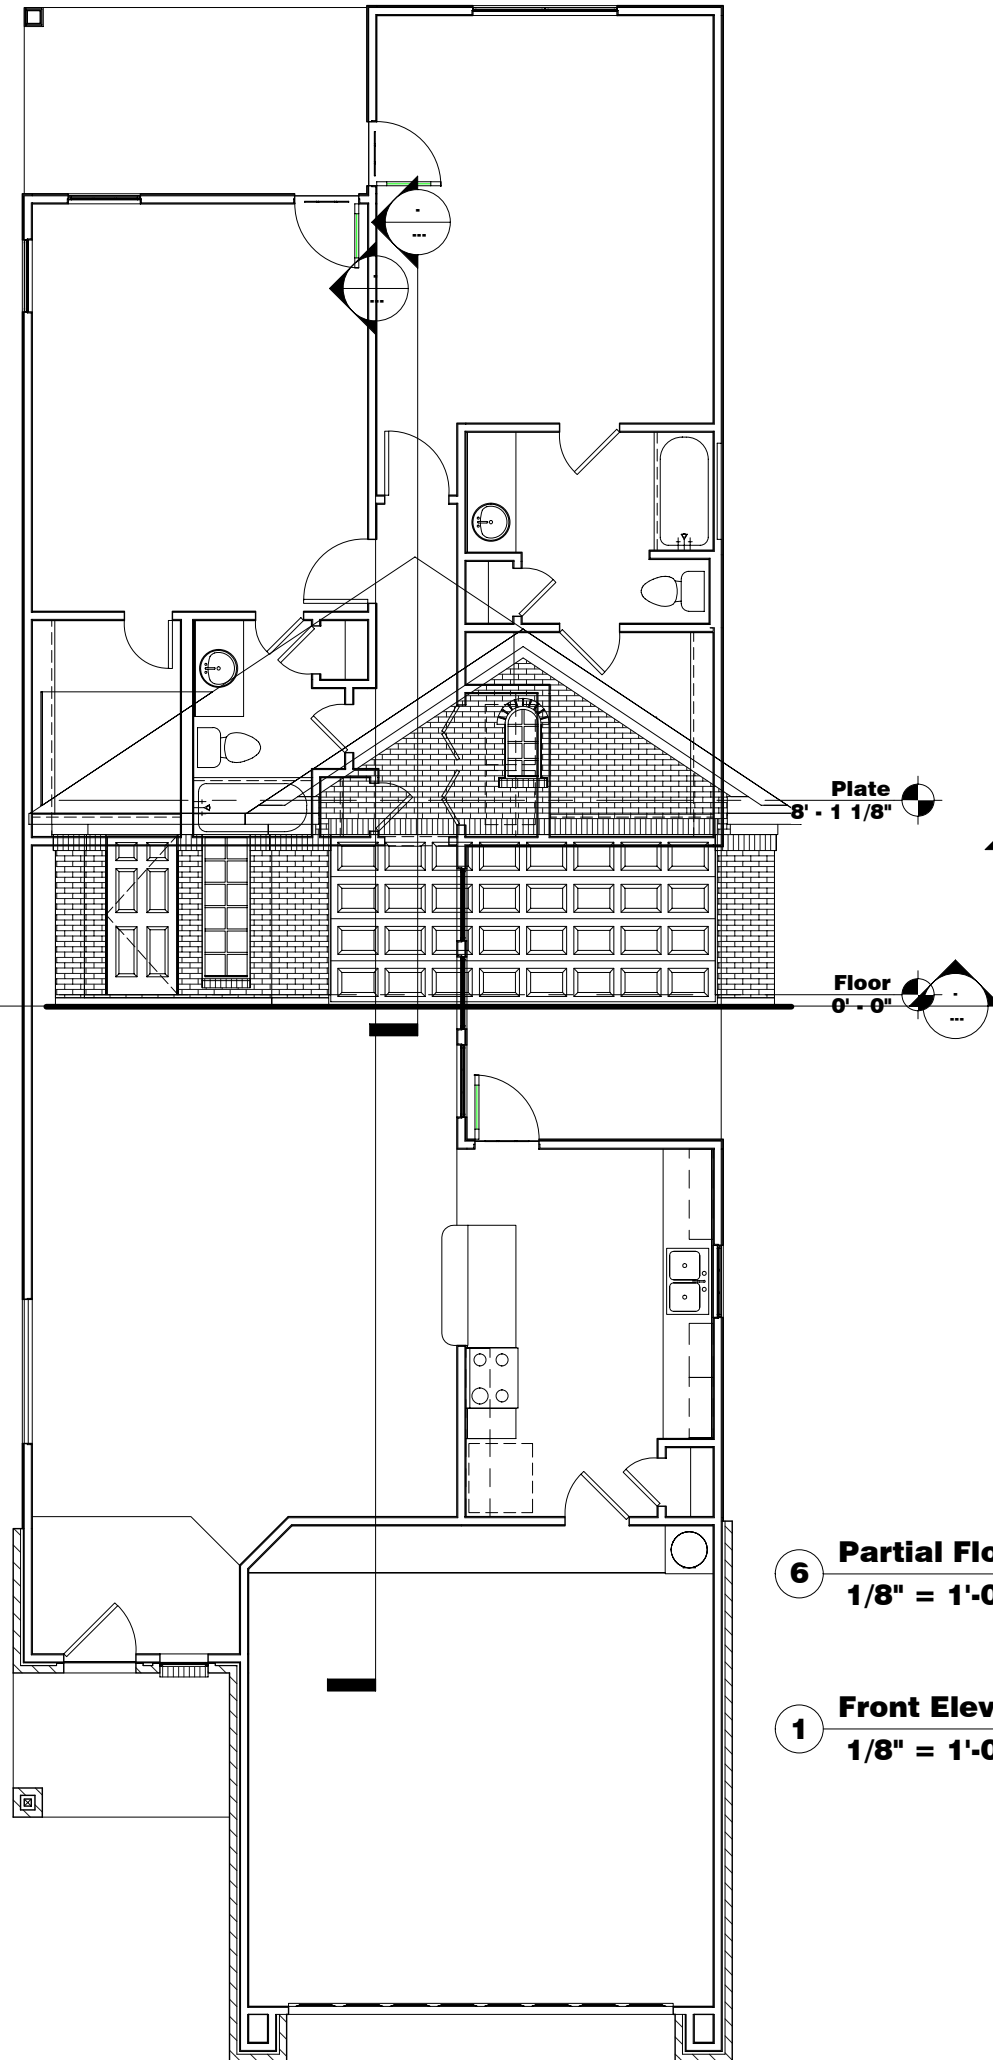 Plate
8' - 1 1/8"
Floor
0' - 0"
-
---
-
---
-
---
6
Partial Flo
1/8" = 1'-0
1
Front Elev
1/8" = 1'-0